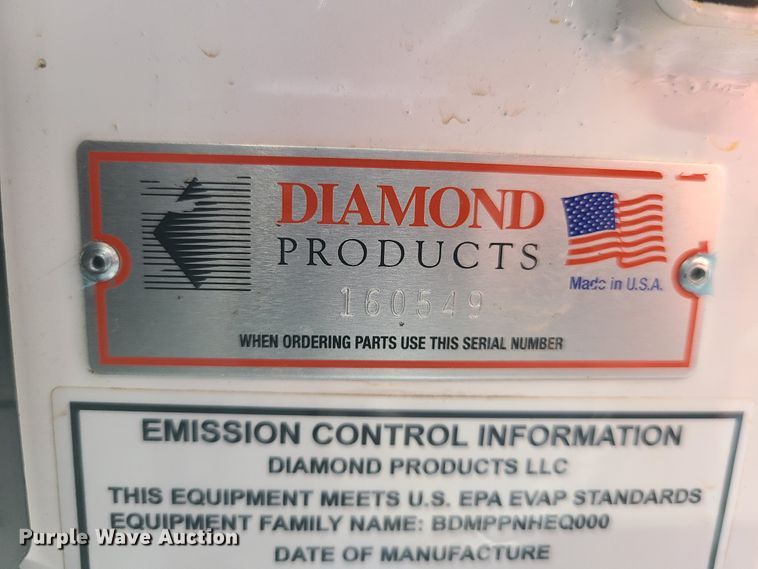 DIAMOND
PRODUCTS
Made in U.S.A.
160549
WHEN ORDERING PARTS USE THIS SERIAL NUMBER
EMISSION CONTROL INFORMATION
DIAMOND PRODUCTS LLC
THIS EQUIPMENT MEETS U.S. EPA EVAP STANDARDS
EQUIPMENT FAMILY NAME: BDMPPNHEQ000
DATE OF MANUFACTURE
Purple Wave Auction